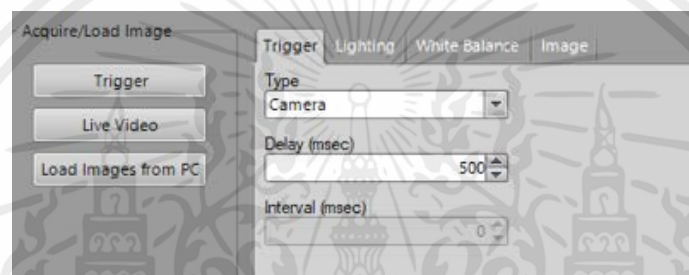 Acquire/Load Image
Trigger
Live Video
Load Images from PC
Trigger Lighting White Balance Image
Type
Camera
Delay (msec)
500
Interval (msec)
0